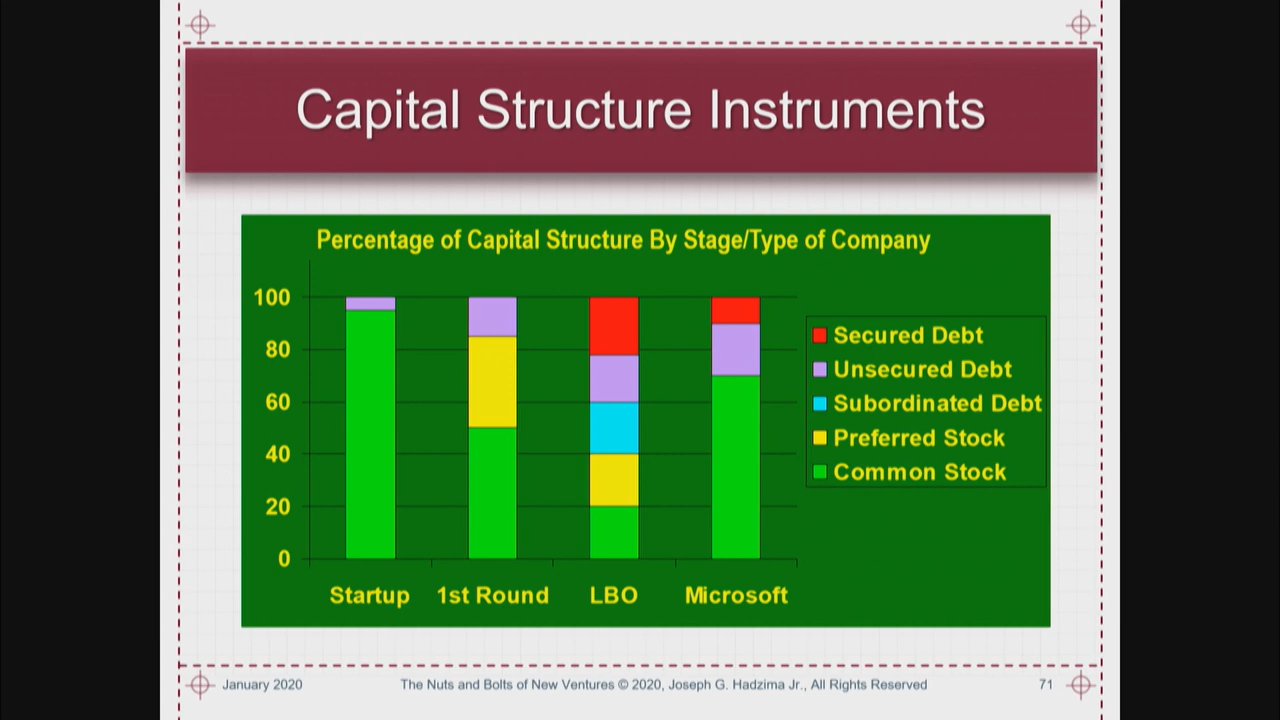 Capital Structure Instruments
Percentage of Capital Structure By Stage/Type of Company
100
80
60
40
20
0
Startup 1st Round LBO Microsoft
Secured Debt
Unsecured Debt
Subordinated Debt
Preferred Stock
Common Stock
January 2020 The Nuts and Bolts of New Ventures © 2020, Joseph G. Hadzima Jr., All Rights Reserved 71